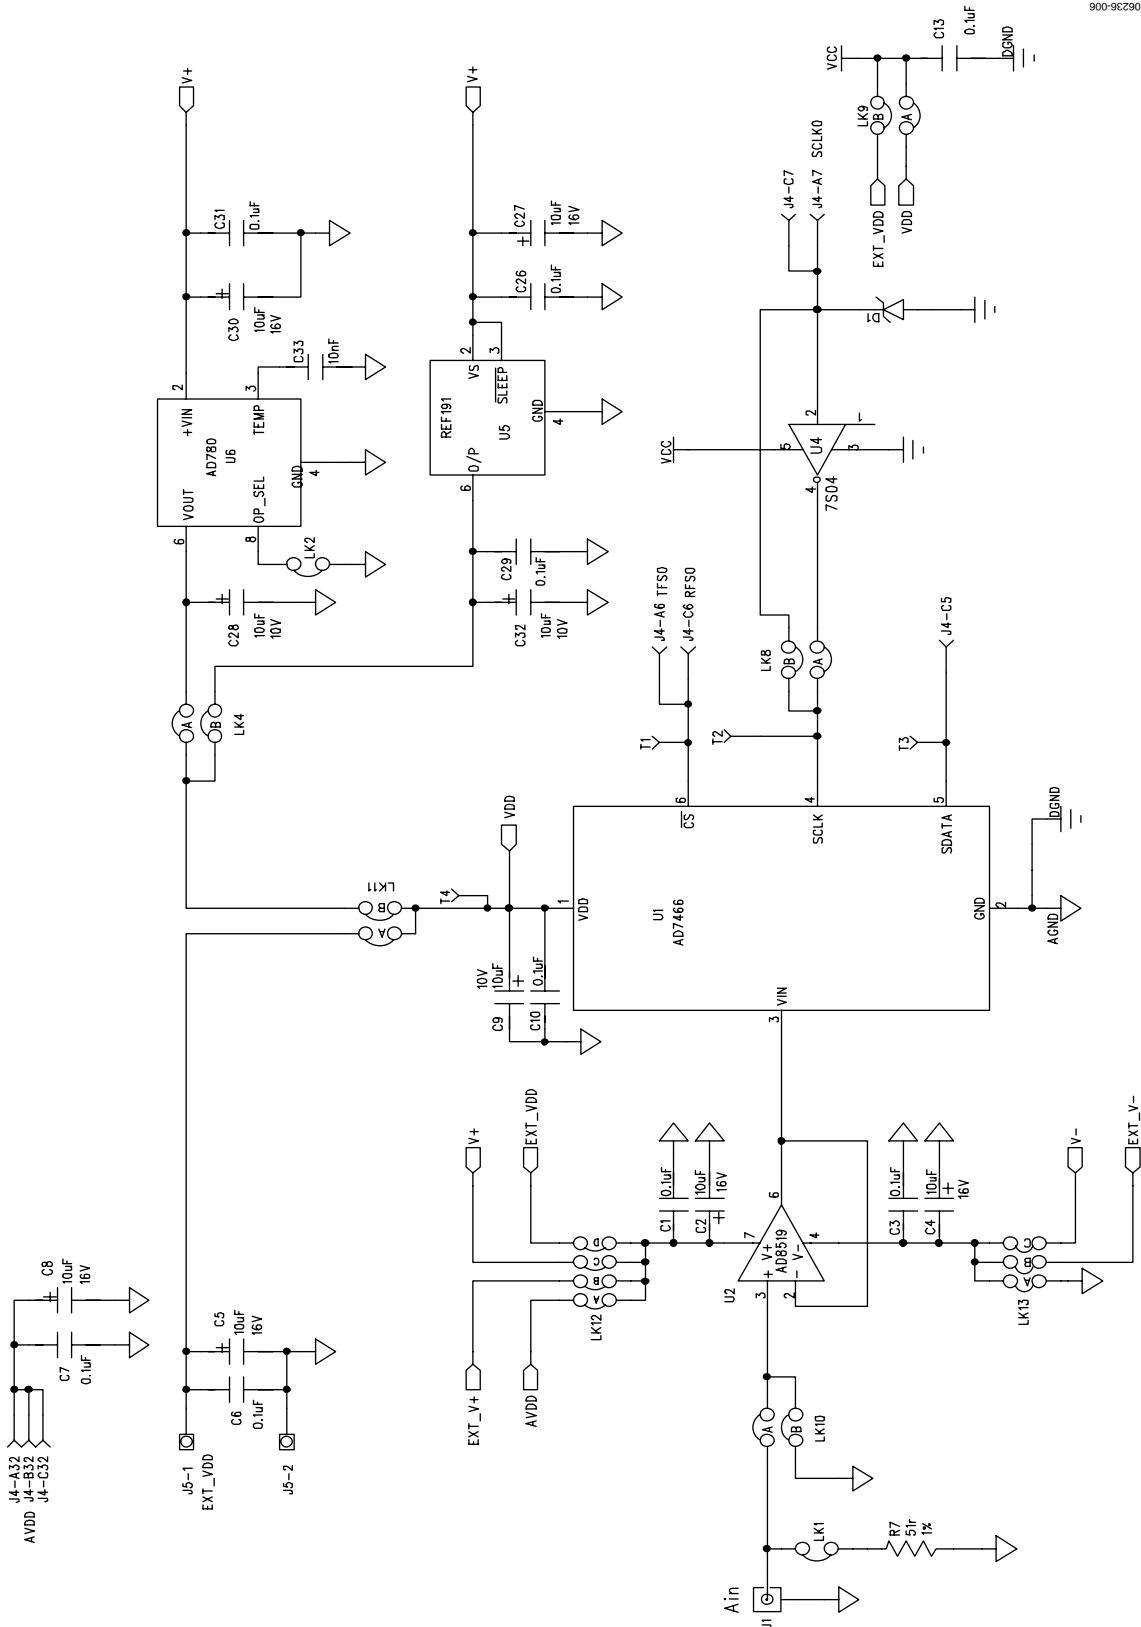 06236-006
VCC
C13
0.1uF
DGND
LK9
B
A
EXT_VDD
VDD
J4-C7
J4-A7 SCLK0
D1
VCC
2
1
5
U4
3
4
7S04
LK8
B
A
J4-A6 TFS0
J4-C6 RFS0
J4-C5
T1
T2
T3
V+
C31
0.1uF
C30
10uF
16V
C33
10nF
2
3
+VIN
TEMP
AD780
U6
VOUT
OP_SEL
GND
4
6
8
LK2
C28
10uF
10V
A
B
LK4
V+
C27
10uF
16V
C26
0.1uF
2
3
VS
SLEEP
REF191
U5
GND
4
O/P
6
C29
0.1uF
C32
10uF
10V
6
CS
4
SCLK
5
SDATA
U1
AD7466
1
VDD
GND
2
VIN
3
DGND
AGND
VDD
T4
LK11
B
A
10V
10uF
C9
0.1uF
C10
V+
EXT_VDD
EXT_V+
AVDD
D
C
B
A
LK12
C1
0.1uF
C2
10uF
16V
C3
0.1uF
C4
10uF
16V
7
V+
AD8519
V-
4
6
+
-
3
2
U2
C
B
A
LK13
V-
EXT_V-
A
B
LK10
LK1
R7
51r
1%
Ain
J1
C8
10uF
16V
C7
0.1uF
J4-A32
AVDD J4-B32
J4-C32
C5
10uF
16V
C6
0.1uF
J5-1
EXT_VDD
J5-2